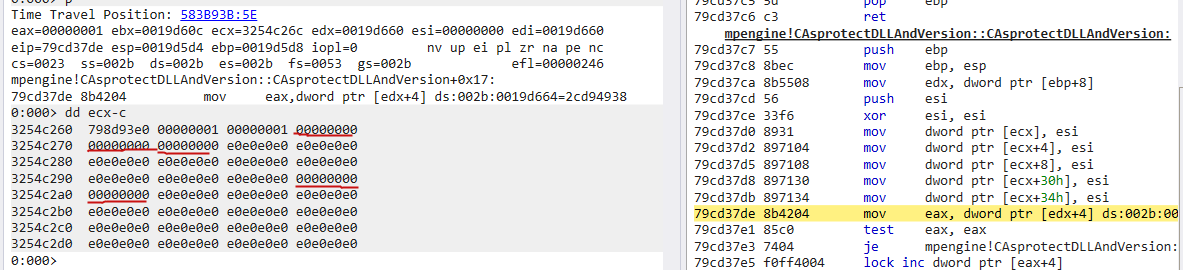 0:000> p
Time Travel Position: 583B93B:5E
eax=00000001 ebx=0019d60c ecx=3254c26c edx=0019d660 esi=00000000 edi=0019d660
eip=79cd37de esp=0019d5d4 ebp=0019d5d8 iopl=0 nv up ei pl zr na pe nc
cs=0023 ss=002b ds=002b es=002b fs=0053 gs=002b efl=00000246
mpengine!CAsprotectDLLAndVersion::CAsprotectDLLAndVersion+0x17:
79cd37de 8b4204 mov eax,dword ptr [edx+4] ds:002b:0019d664=2cd94938
0:000> dd ecx-c
3254c260 798d93e0 00000001 00000001 00000000
3254c270 00000000 00000000 e0e0e0e0 e0e0e0e0
3254c280 e0e0e0e0 e0e0e0e0 e0e0e0e0 e0e0e0e0
3254c290 e0e0e0e0 e0e0e0e0 e0e0e0e0 00000000
3254c2a0 00000000 e0e0e0e0 e0e0e0e0 e0e0e0e0
3254c2b0 e0e0e0e0 e0e0e0e0 e0e0e0e0 e0e0e0e0
3254c2c0 e0e0e0e0 e0e0e0e0 e0e0e0e0 e0e0e0e0
3254c2d0 e0e0e0e0 e0e0e0e0 e0e0e0e0 e0e0e0e0
0:000>
79cd37c5 5d pop ebp
79cd37c6 c3 ret
mpengine!CAsprotectDLLAndVersion::CAsprotectDLLAndVersion:
79cd37c7 55 push ebp
79cd37c8 8bec mov ebp, esp
79cd37ca 8b5508 mov edx, dword ptr [ebp+8]
79cd37cd 56 push esi
79cd37ce 33f6 xor esi, esi
79cd37d0 8931 mov dword ptr [ecx], esi
79cd37d2 897104 mov dword ptr [ecx+4], esi
79cd37d5 897108 mov dword ptr [ecx+8], esi
79cd37d8 897130 mov dword ptr [ecx+30h], esi
79cd37db 897134 mov dword ptr [ecx+34h], esi
79cd37de 8b4204 mov eax, dword ptr [edx+4] ds:002b:00
79cd37e1 85c0 test eax, eax
79cd37e3 7404 je mpengine!CAsprotectDLLAndVersion:
79cd37e5 f0ff4004 lock inc dword ptr [eax+4]